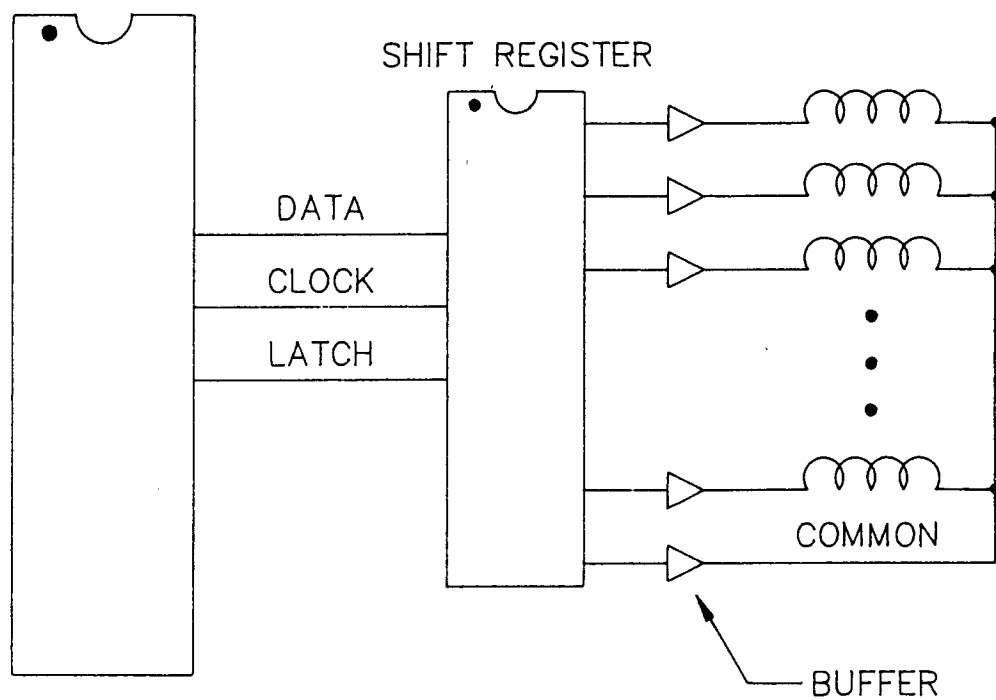 SHIFT REGISTER
DATA
CLOCK
LATCH
COMMON
BUFFER